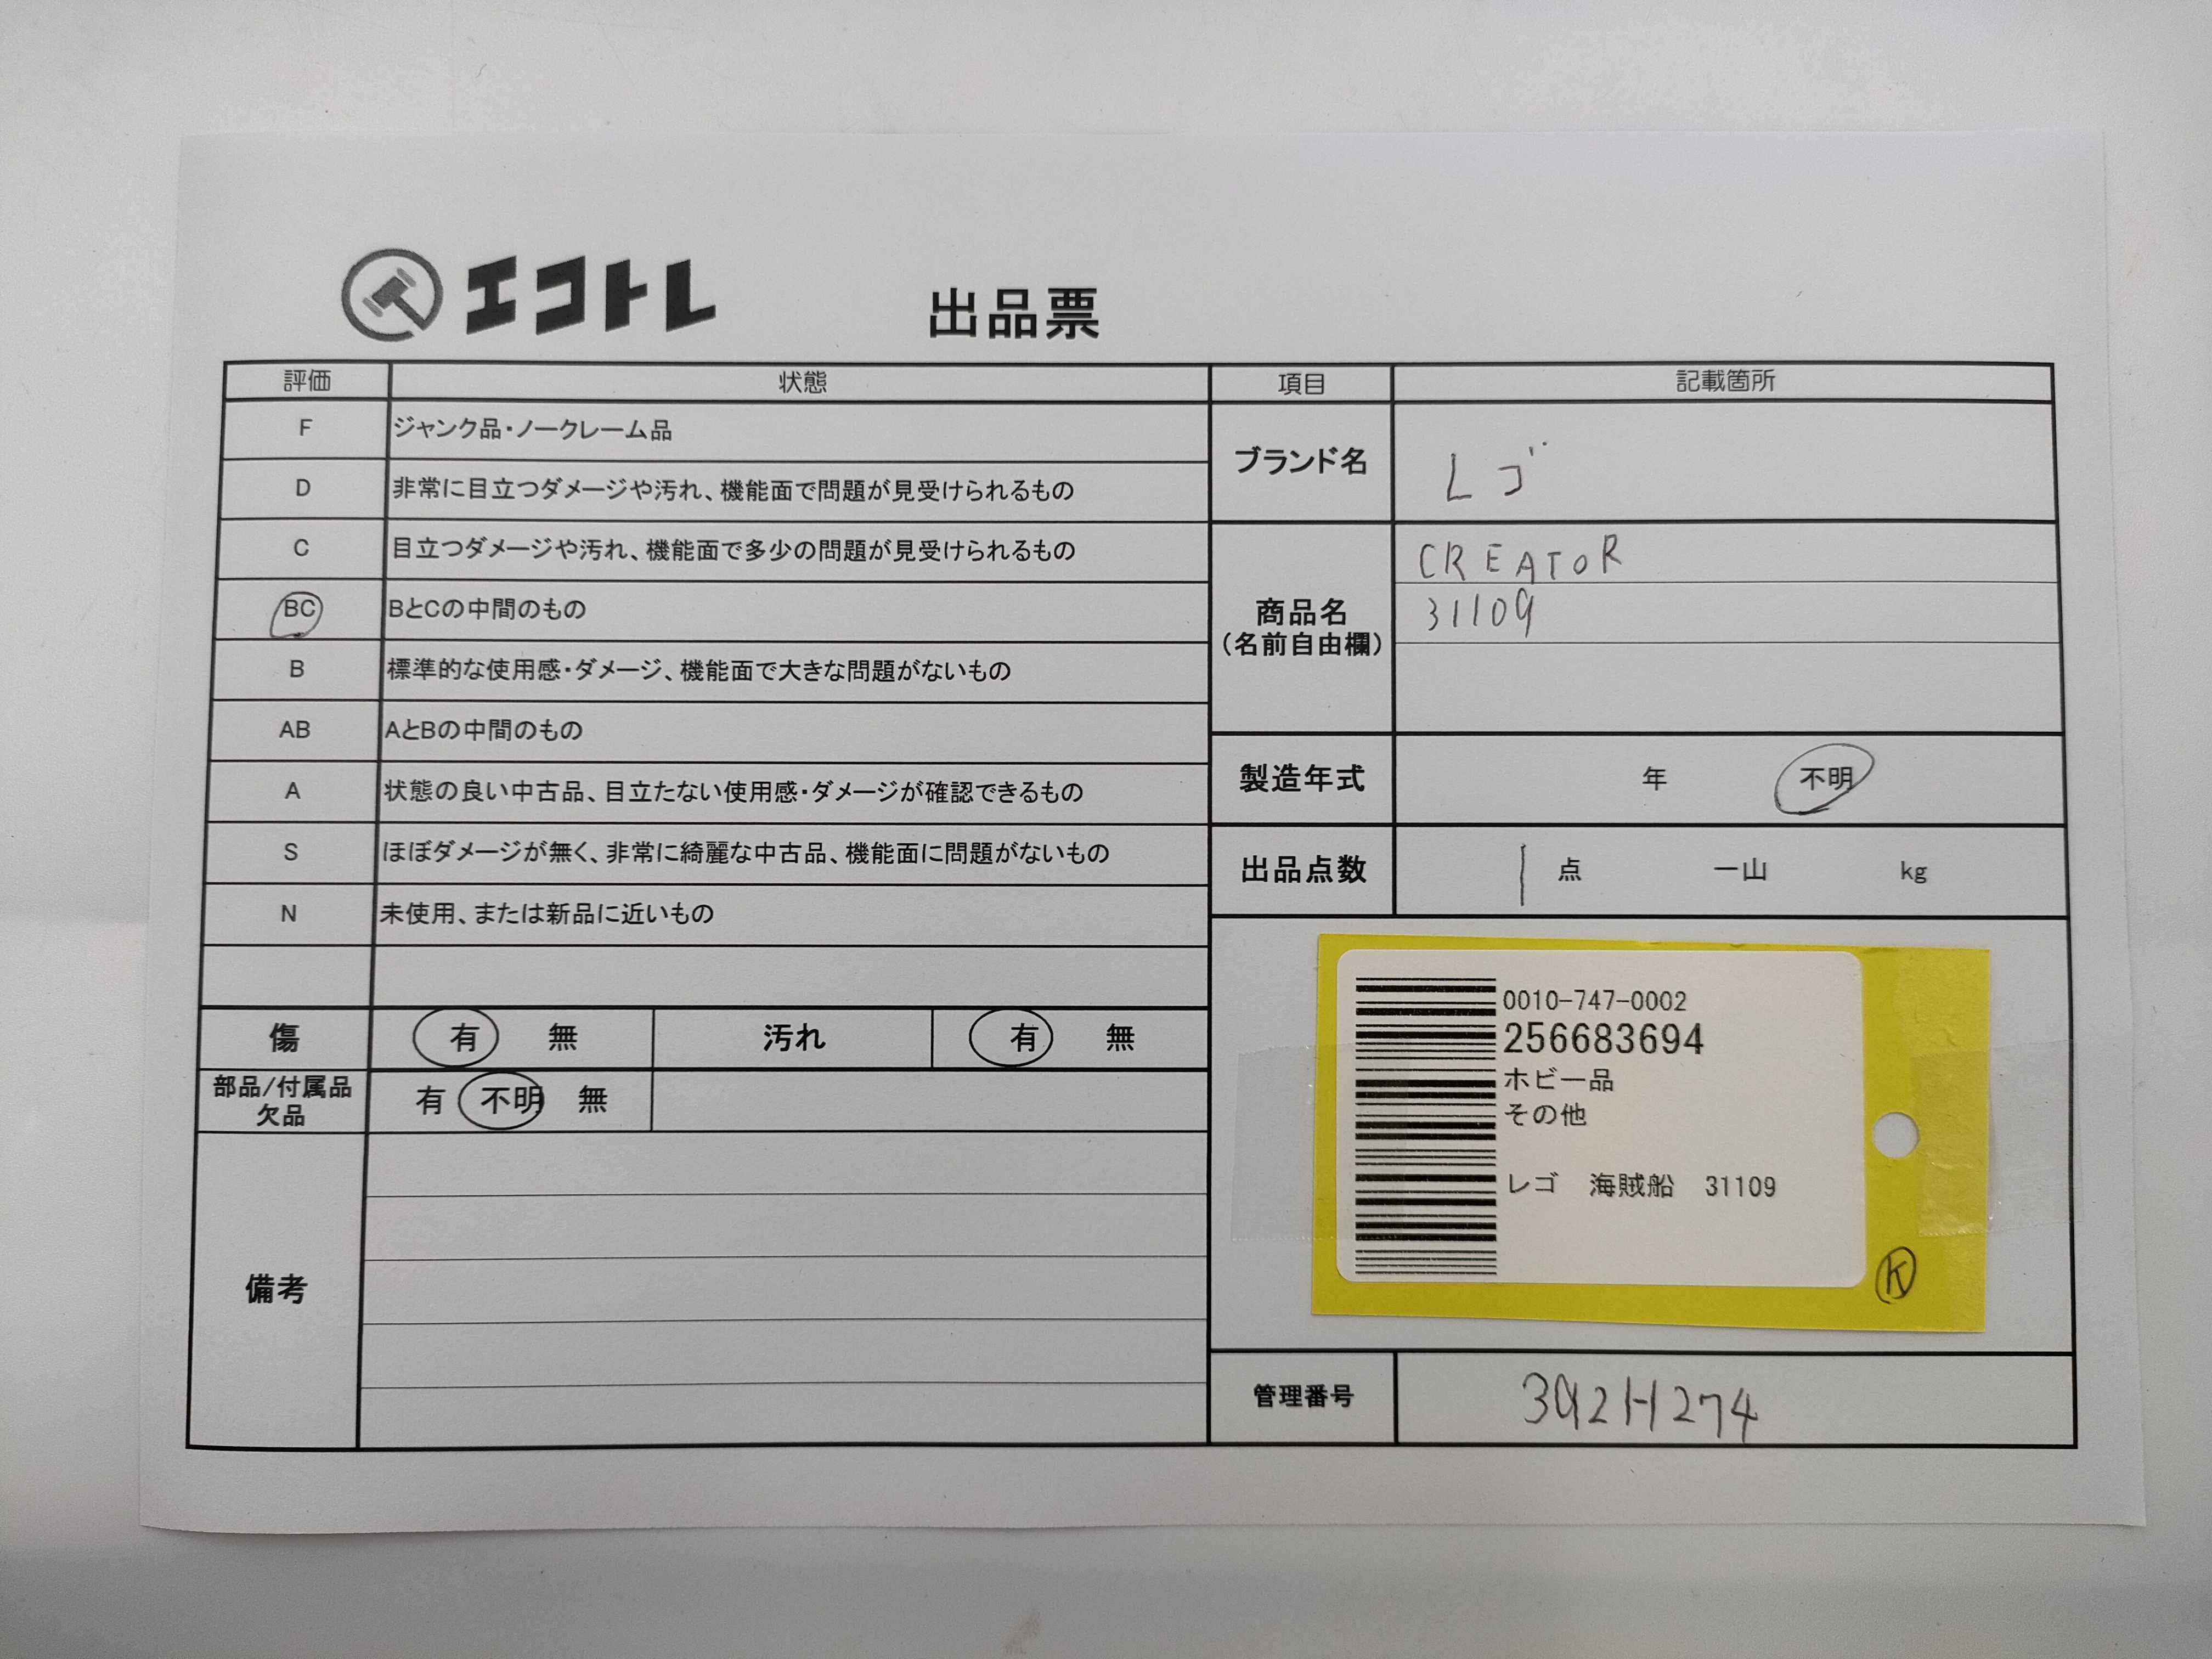 エコトレ
出品票
評価 状態
F ジャンク品・ノークレーム品
D 非常に目立つダメージや汚れ、機能面で問題が見受けられるもの
C 目立つダメージや汚れ、機能面で多少の問題が見受けられるもの
BC BとCの中間のもの
B 標準的な使用感・ダメージ、機能面で大きな問題がないもの
AB AとBの中間のもの
A 状態の良い中古品、目立たない使用感・ダメージが確認できるもの
S ほぼダメージが無く、非常に綺麗な中古品、機能面に問題がないもの
N 未使用、または新品に近いもの
傷 有 無 汚れ 有 無
部品/付属品
欠品 有 不明 無
備考
項目 記載箇所
ブランド名 レゴ
商品名
(名前自由欄)
CREATOR
31109
製造年式 年 不明
出品点数 1 点 一山 kg
0010-747-0002
256683694
ホビー品
その他
レゴ 海賊船 31109
K
管理番号 392H274